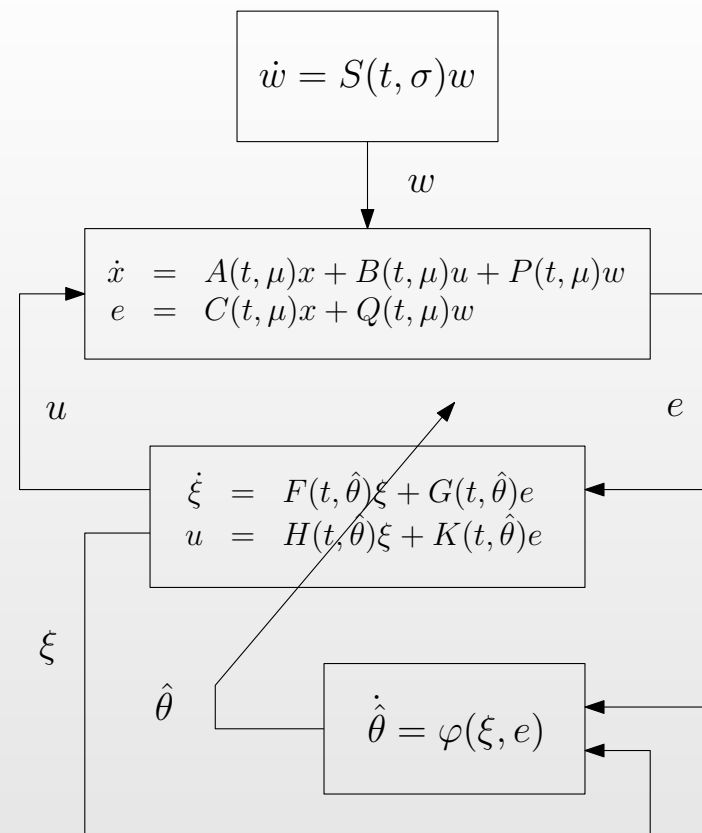 ẇ = S(t, σ)w
w
ẋ = A(t, μ)x + B(t, μ)u + P(t, μ)w
e = C(t, μ)x + Q(t, μ)w
u
e
ξ̇ = F(t, θ̂)ξ + G(t, θ̂)e
u = H(t, θ̂)ξ + K(t, θ̂)e
ξ
θ̂
θ̂̇ = φ(ξ, e)